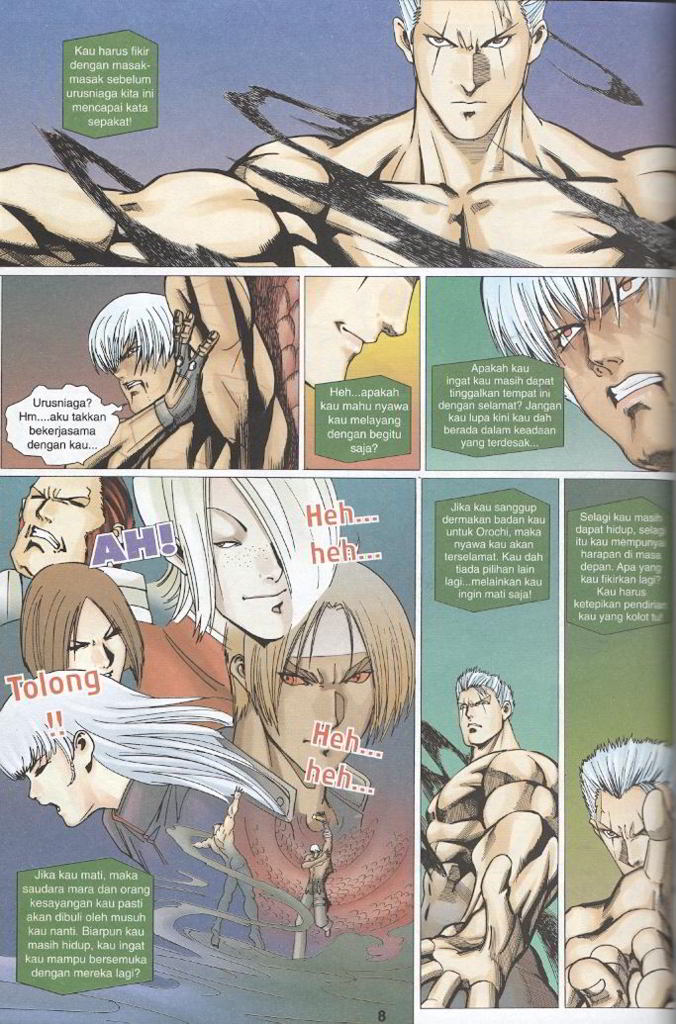 Kau harus fikir
dengan masak-
masak sebelum
urusniaga kita ini
mencapai kata
sepakat!
Urusniaga?
Hm....aku takkan
bekerjasama
dengan kau...
Heh...apakah
kau mahu nyawa
kau melayang
dengan begitu
saja?
Apakah kau
ingat kau masih dapat
tinggalkan tempat ini
dengan selamat? Jangan
kau lupa kini kau dah
berada dalam keadaan
yang terdesak...
AH!
Heh...
heh...
Tolong
!!
Heh...
heh...
Jika kau mati, maka
saudara mara dan orang
kesayangan kau pasti
akan dibuli oleh musuh
kau nanti. Biarpun kau
masih hidup, kau ingat
kau mampu bersemuka
dengan mereka lagi?
Jika kau sanggup
dermakan badan kau
untuk Orochi, maka
nyawa kau akan
terselamat. Kau dah
tiada pilihan lain
lagi...melainkan kau
ingin mati saja!
Selagi kau masih
dapat hidup, selagi
itu kau mempunyai
harapan di masa
depan. Apa yang
kau fikirkan lagi?
Kau harus
ketepikan pendirian
kau yang kolot tu!
8